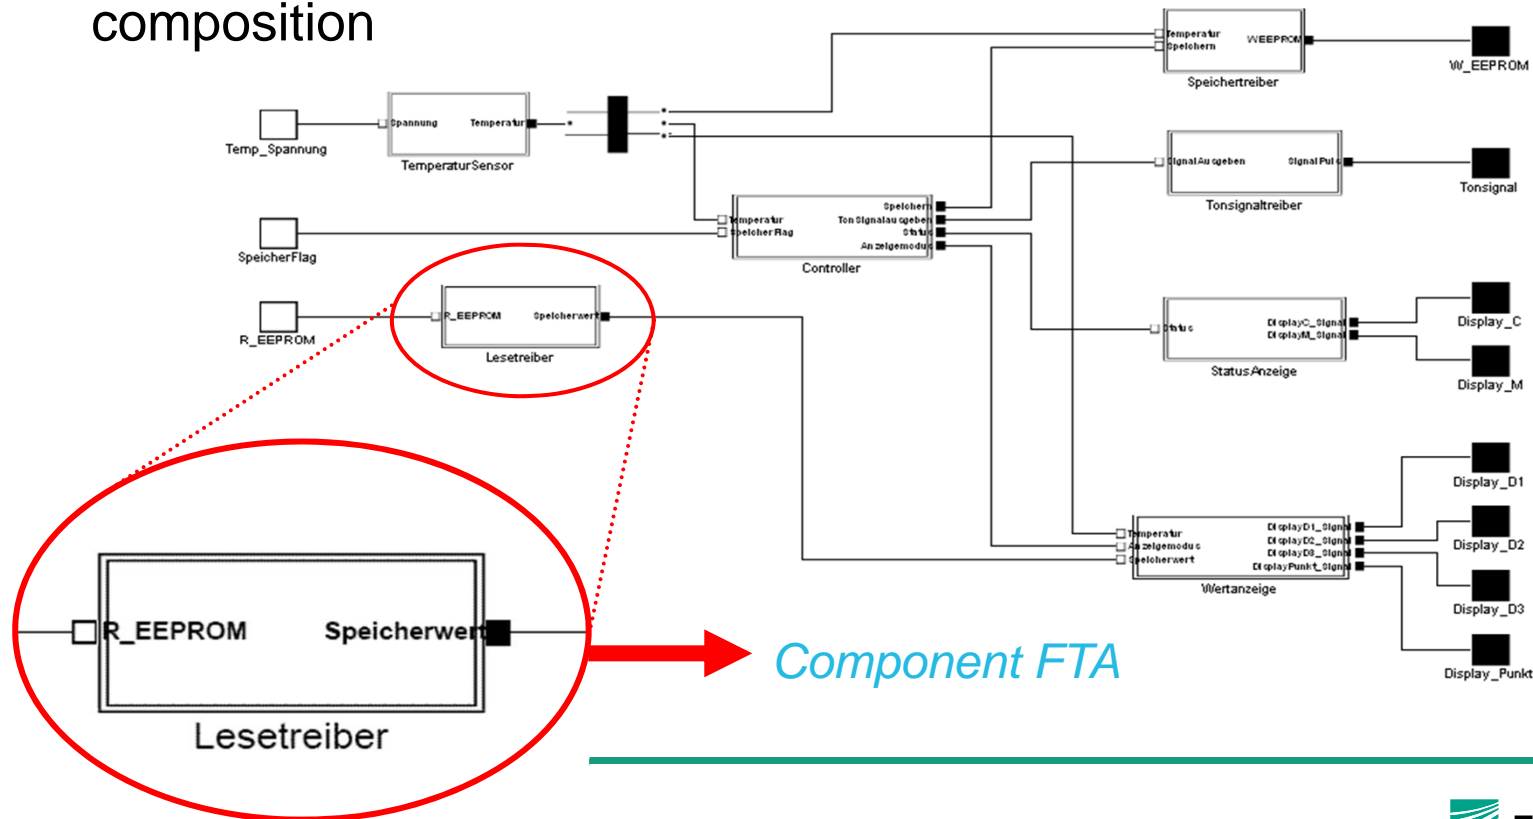 composition
Temperatur
Speichern
WEEPROM
Speichertreiber
W_EEPROM
Temp_Spannung
Spannung
Temperatur
TemperaturSensor
SignalAusgeben
SignalPuls
Tonsignaltreiber
Tonsignal
SpeicherFlag
Temperatur
SpeicherFlag
Speichern
TonSignalausgeben
Status
Anzeigemodus
Controller
R_EEPROM
R_EEPROM
Speicherwert
Lesetreiber
Status
DisplayC_Signal
DisplayM_Signal
StatusAnzeige
Display_C
Display_M
Temperatur
Anzeigemodus
Speicherwert
DisplayD1_Signal
DisplayD2_Signal
DisplayD3_Signal
DisplayPunkt_Signal
Wertanzeige
Display_D1
Display_D2
Display_D3
Display_Punkt
R_EEPROM
Speicherwert
Lesetreiber
Component FTA